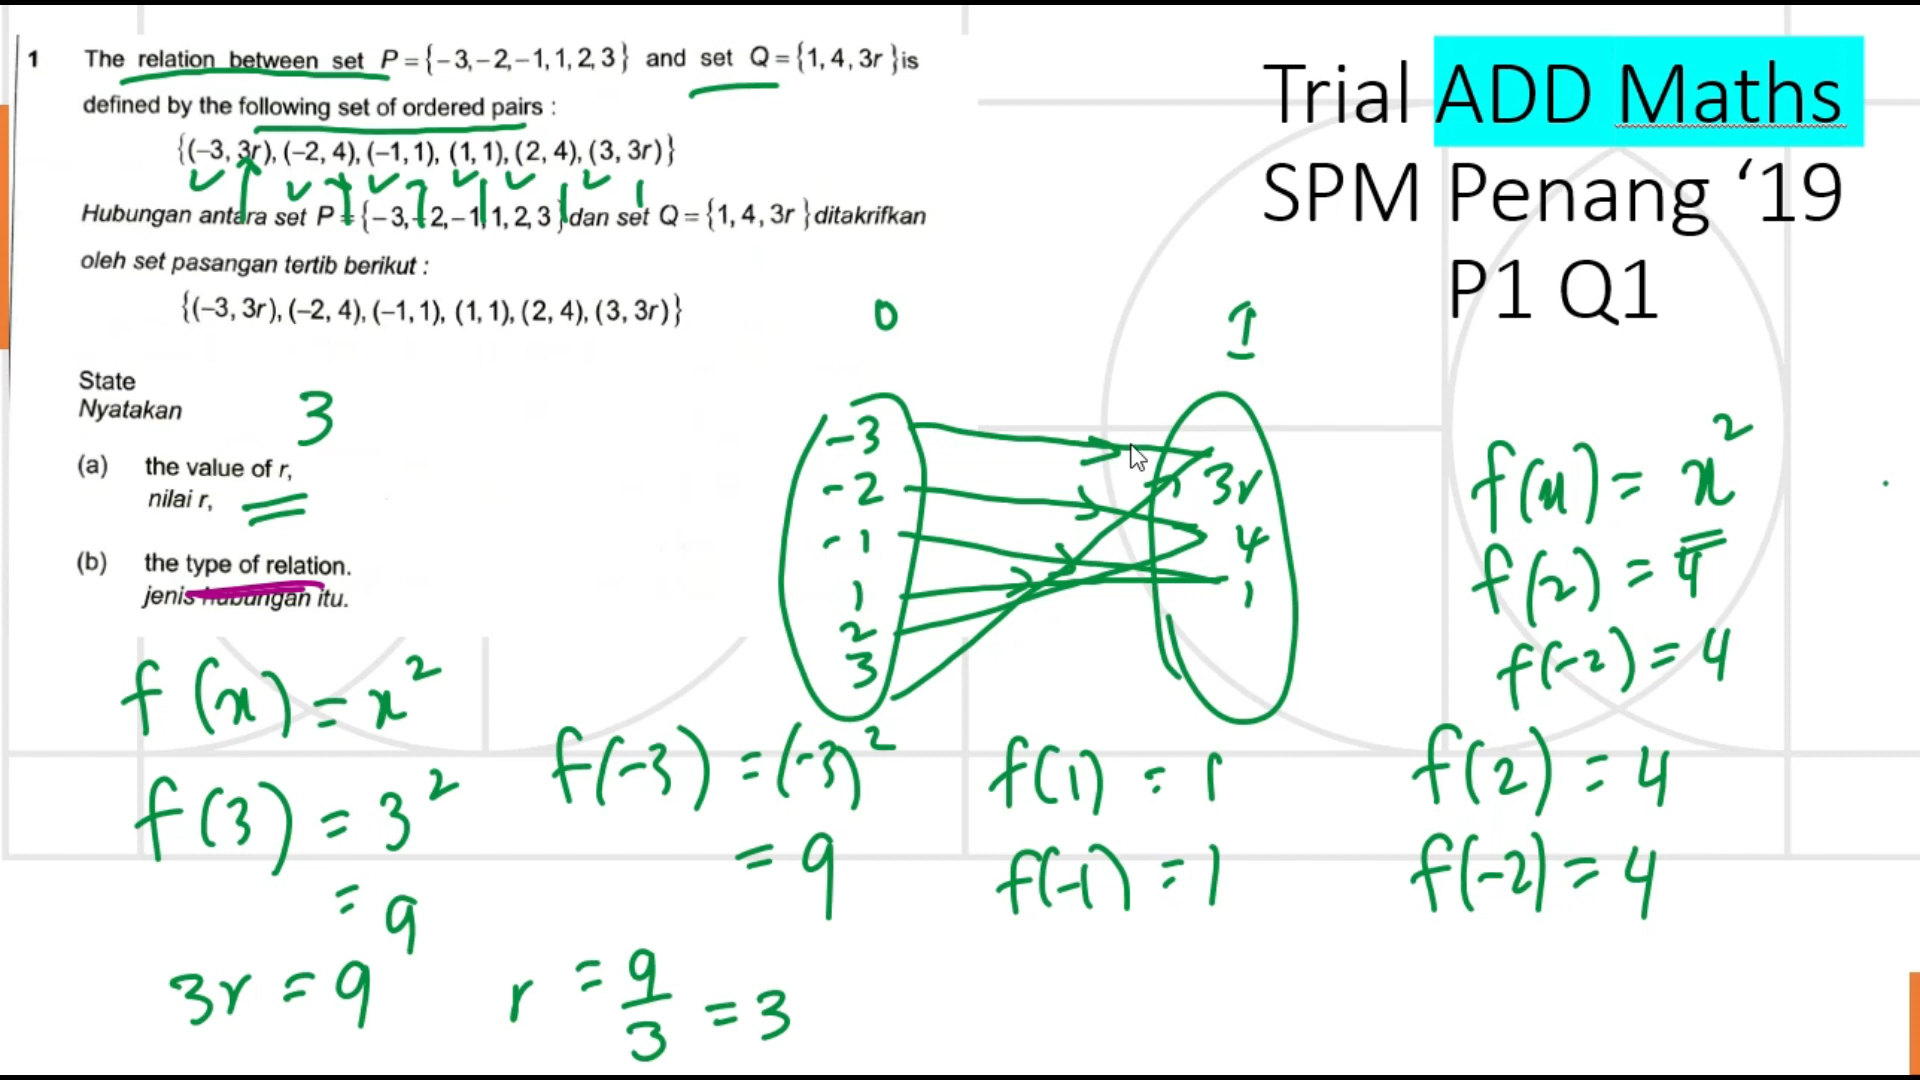 1 The relation between set P = {−3, −2, −1, 1, 2, 3} and set Q = {1, 4, 3r} is
defined by the following set of ordered pairs :
{(−3, 3r), (−2, 4), (−1, 1), (1, 1), (2, 4), (3, 3r)}
Hubungan antara set P = {−3, −2, −1, 1, 2, 3} dan set Q = {1, 4, 3r} ditakrifkan
oleh set pasangan tertib berikut :
{(−3, 3r), (−2, 4), (−1, 1), (1, 1), (2, 4), (3, 3r)}
State
Nyatakan
3
(a) the value of r,
nilai r,
(b) the type of relation.
jenis hubungan itu.
Trial ADD Maths
SPM Penang ‘19
P1 Q1
O
I
-3
-2
-1
1
2
3
3r
4
1
f(x) = x²
f(2) = 4
f(-2) = 4
f(x) = x²
f(3) = 3²
= 9
3r = 9
f(-3) = (-3)²
= 9
r = 9/3 = 3
f(1) = 1
f(-1) = 1
f(2) = 4
f(-2) = 4